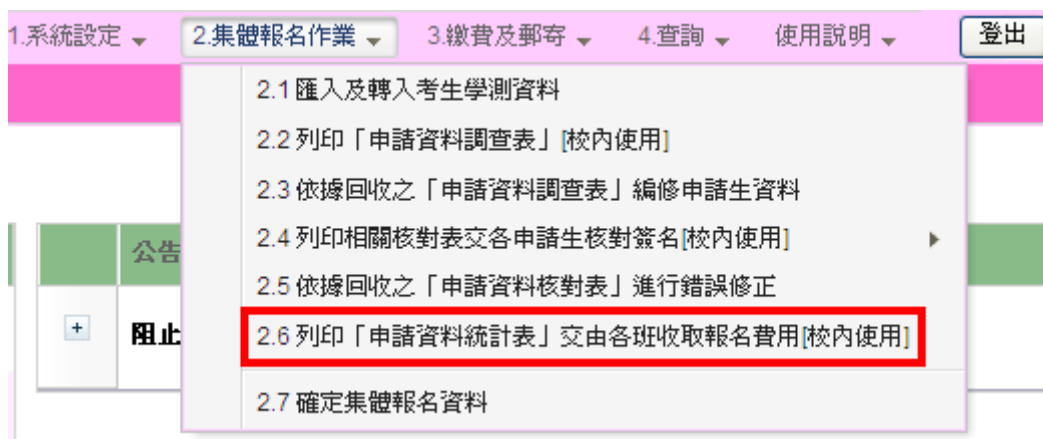 1.系統設定 2.集體報名作業 3.繳費及郵寄 4.查詢 使用說明 登出
2.1 匯入及轉入考生學測資料
2.2 列印「申請資料調查表」[校內使用]
2.3 依據回收之「申請資料調查表」編修申請生資料
2.4 列印相關核對表交各申請生核對簽名[校內使用]
公告
2.5 依據回收之「申請資料核對表」進行錯誤修正
阻止
2.6 列印「申請資料統計表」交由各班收取報名費用[校內使用]
2.7 確定集體報名資料